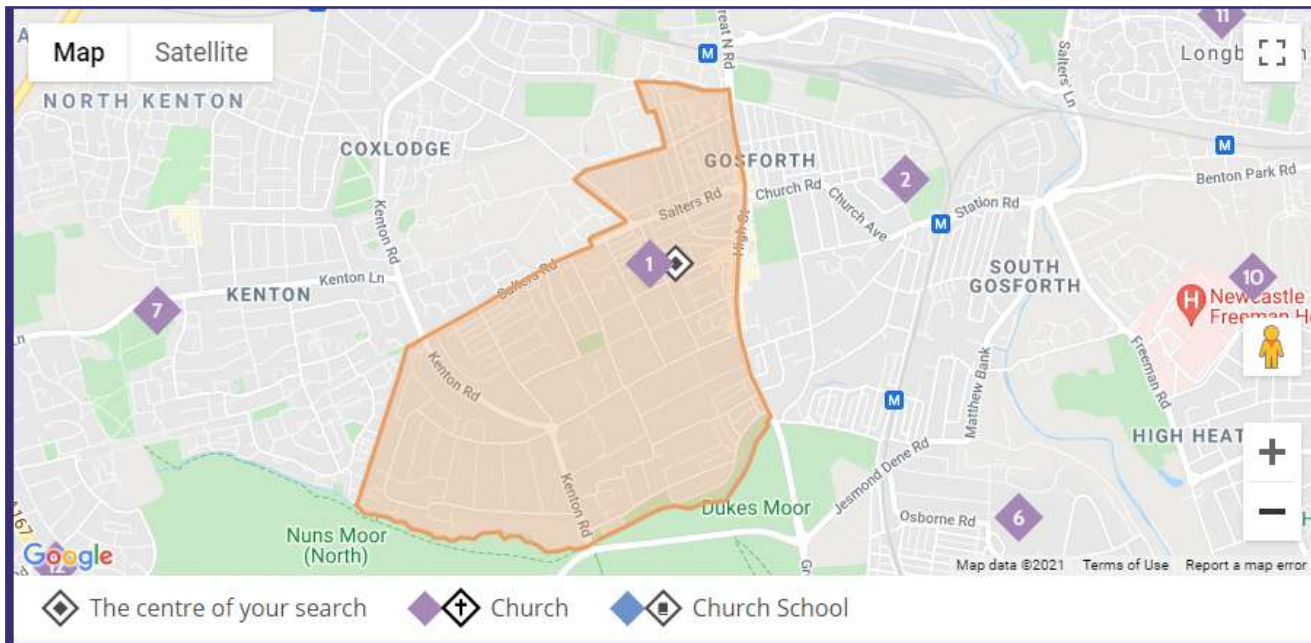 Map Satellite
NORTH KENTON
COXLODGE
Kenton Rd
Kenton Ln
KENTON
7
Salters Rd
Kenton Rd
Kenton Rd
Nuns Moor
(North)
A167
12
Google
reat N Rd
M
GOSFORTH
Salters Rd
Church Rd
Church Ave
High St
1
2
M
Station Rd
Salters' Ln
11
Longb
M
Benton Park Rd
SOUTH
GOSFORTH
10
H
Newcastle
Freeman H
Freeman Rd
Matthew Bank
M
HIGH HEAT
Jesmond Dene Rd
Dukes Moor
Osborne Rd
6
+
−
Map data ©2021 Terms of Use Report a map error
The centre of your search Church Church School